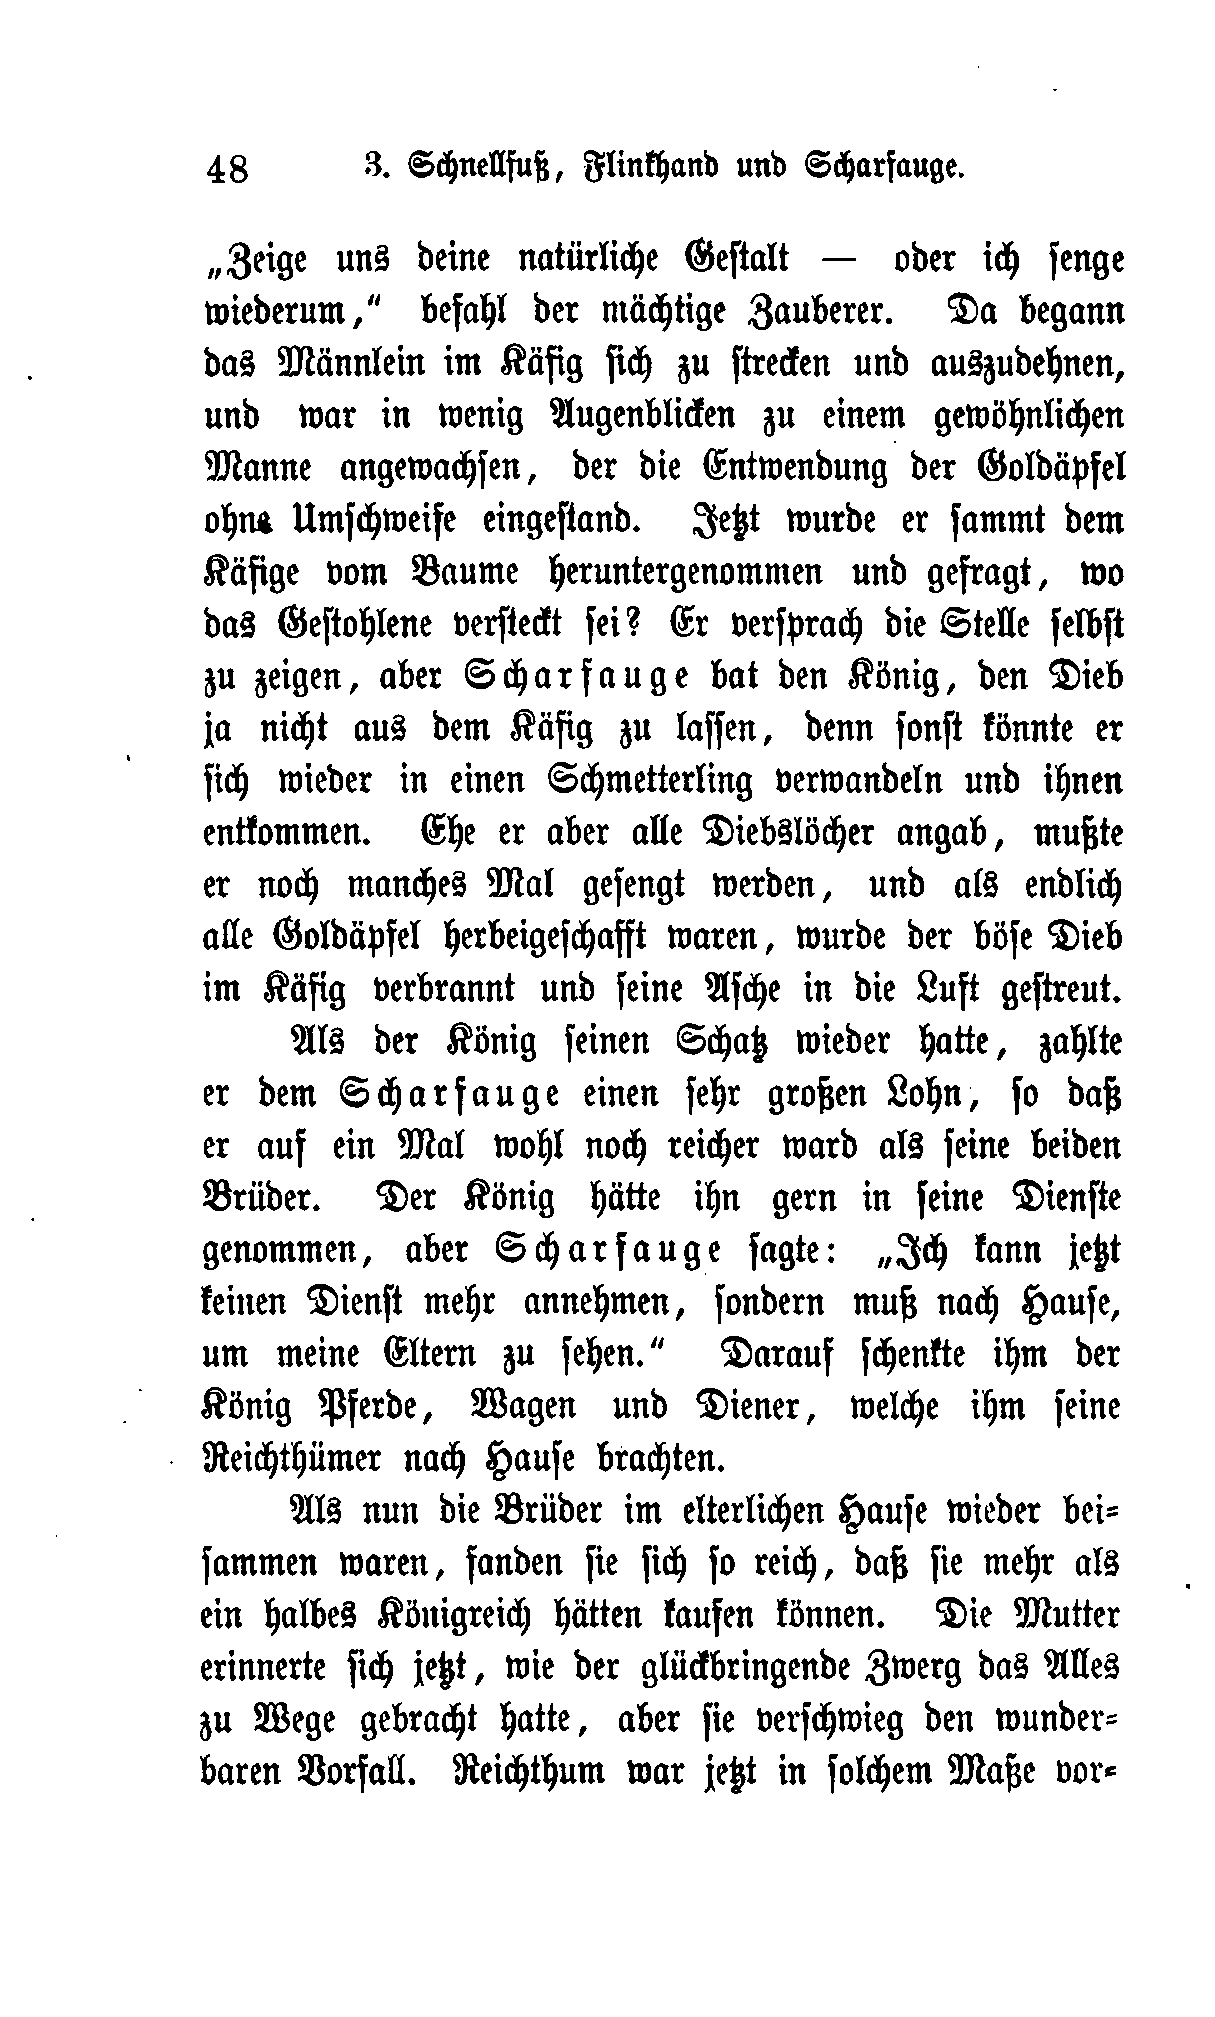 48 3. Schnellfuß, Flinkhand und Scharfauge.
„Zeige uns deine natürliche Gestalt — oder ich senge
wiederum,“ befahl der mächtige Zauberer. Da begann
das Männlein im Käfig sich zu strecken und auszudehnen,
und war in wenig Augenblicken zu einem gewöhnlichen
Manne angewachsen, der die Entwendung der Goldäpfel
ohne Umschweife eingestand. Jetzt wurde er sammt dem
Käfige vom Baume heruntergenommen und gefragt, wo
das Gestohlene versteckt sei? Er versprach die Stelle selbst
zu zeigen, aber Scharfauge bat den König, den Dieb
ja nicht aus dem Käfig zu lassen, denn sonst könnte er
sich wieder in einen Schmetterling verwandeln und ihnen
entkommen. Ehe er aber alle Diebslöcher angab, mußte
er noch manches Mal gesengt werden, und als endlich
alle Goldäpfel herbeigeschafft waren, wurde der böse Dieb
im Käfig verbrannt und seine Asche in die Luft gestreut.
Als der König seinen Schatz wieder hatte, zahlte
er dem Scharfauge einen sehr großen Lohn, so daß
er auf ein Mal wohl noch reicher ward als seine beiden
Brüder. Der König hätte ihn gern in seine Dienste
genommen, aber Scharfauge sagte: „Ich kann jetzt
keinen Dienst mehr annehmen, sondern muß nach Hause,
um meine Eltern zu sehen.“ Darauf schenkte ihm der
König Pferde, Wagen und Diener, welche ihm seine
Reichthümer nach Hause brachten.
Als nun die Brüder im elterlichen Hause wieder bei-
sammen waren, fanden sie sich so reich, daß sie mehr als
ein halbes Königreich hätten kaufen können. Die Mutter
erinnerte sich jetzt, wie der glückbringende Zwerg das Alles
zu Wege gebracht hatte, aber sie verschwieg den wunder-
baren Vorfall. Reichthum war jetzt in solchem Maße vor-